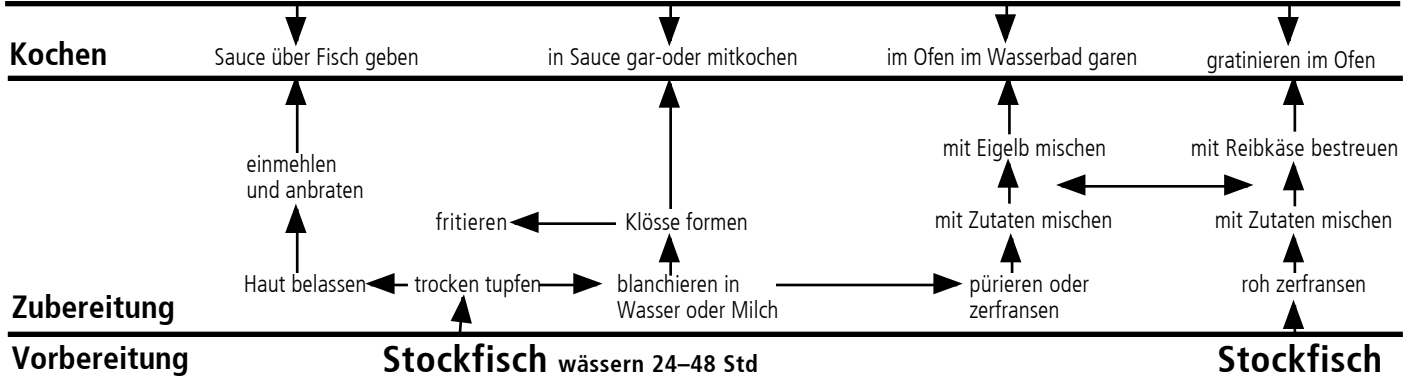 Kochen
Sauce über Fisch geben
in Sauce gar-oder mitkochen
im Ofen im Wasserbad garen
gratinieren im Ofen
einmehlen
und anbraten
mit Eigelb mischen
mit Reibkäse bestreuen
fritieren
Klösse formen
mit Zutaten mischen
mit Zutaten mischen
Zubereitung
Haut belassen
trocken tupfen
blanchieren in
Wasser oder Milch
pürieren oder
zerfransen
roh zerfransen
Vorbereitung
Stockfisch wässern 24–48 Std
Stockfisch